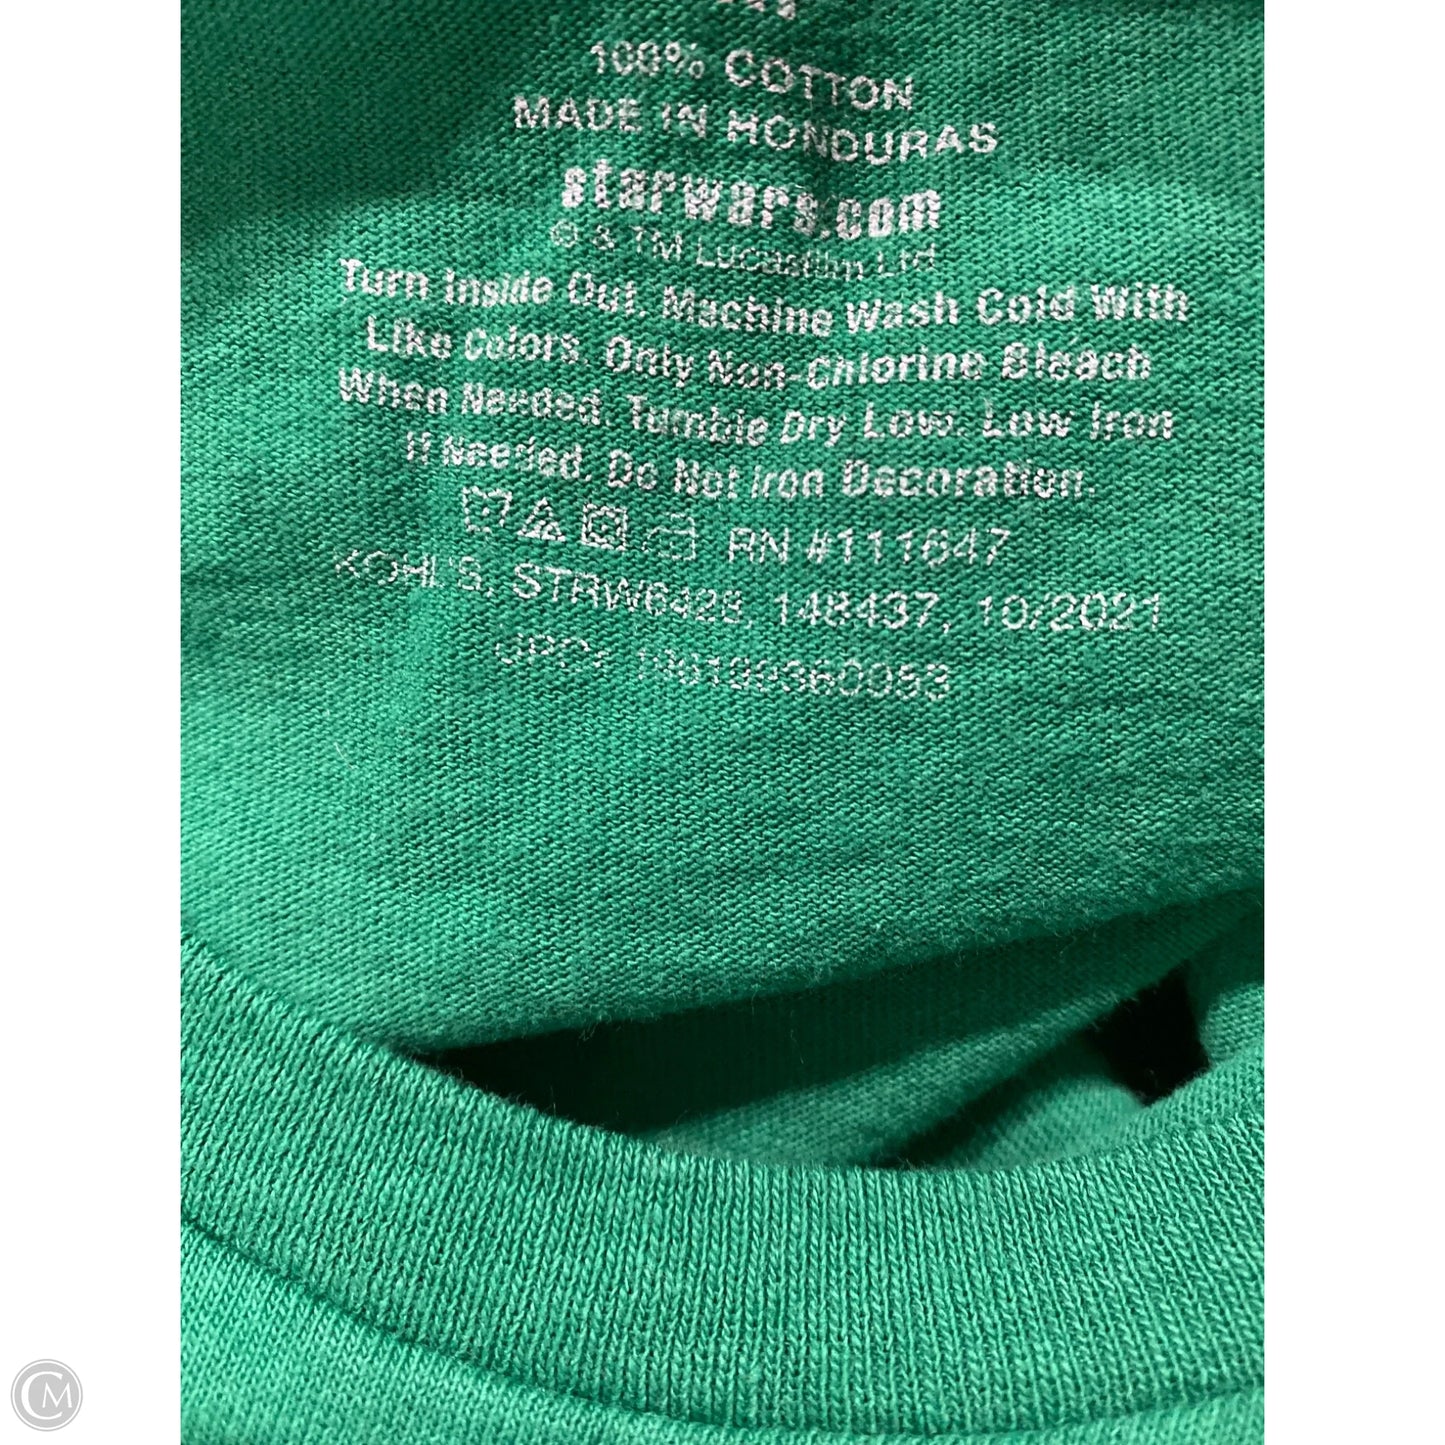 100% COTTON
MADE IN HONDURAS
starwars.com
© & TM Lucasfilm Ltd
Turn Inside Out. Machine Wash Cold With
Like Colors. Only Non-Chlorine Bleach
When Needed. Tumble Dry Low. Low Iron
If Needed. Do Not Iron Decoration.
RN #111647
KOHL'S, STRW6428, 148437, 10/2021
UPC:
CM